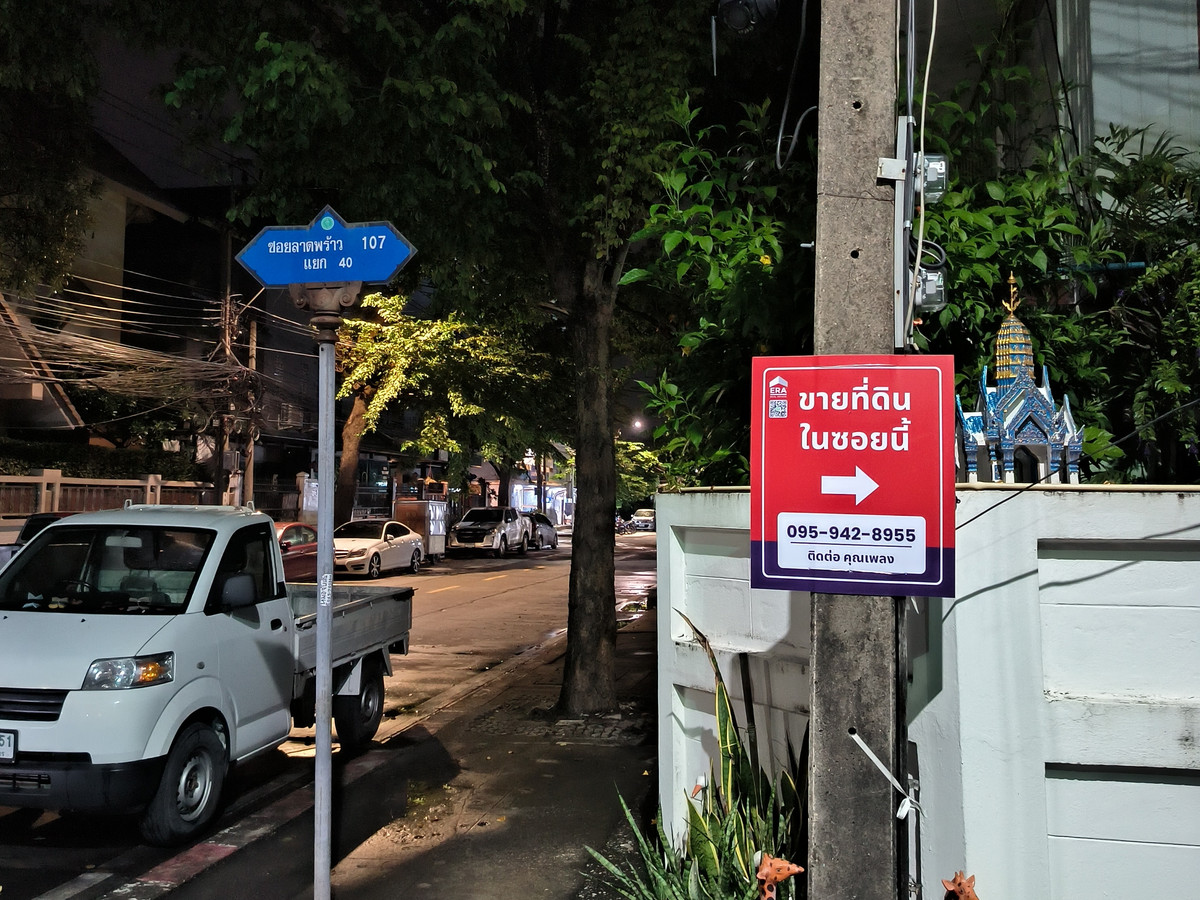 ซอยลาดพร้าว 107
แยก 40
ERA
ขายที่ดิน
ในซอยนี้
095-942-8955
ติดต่อ คุณเพลง
51